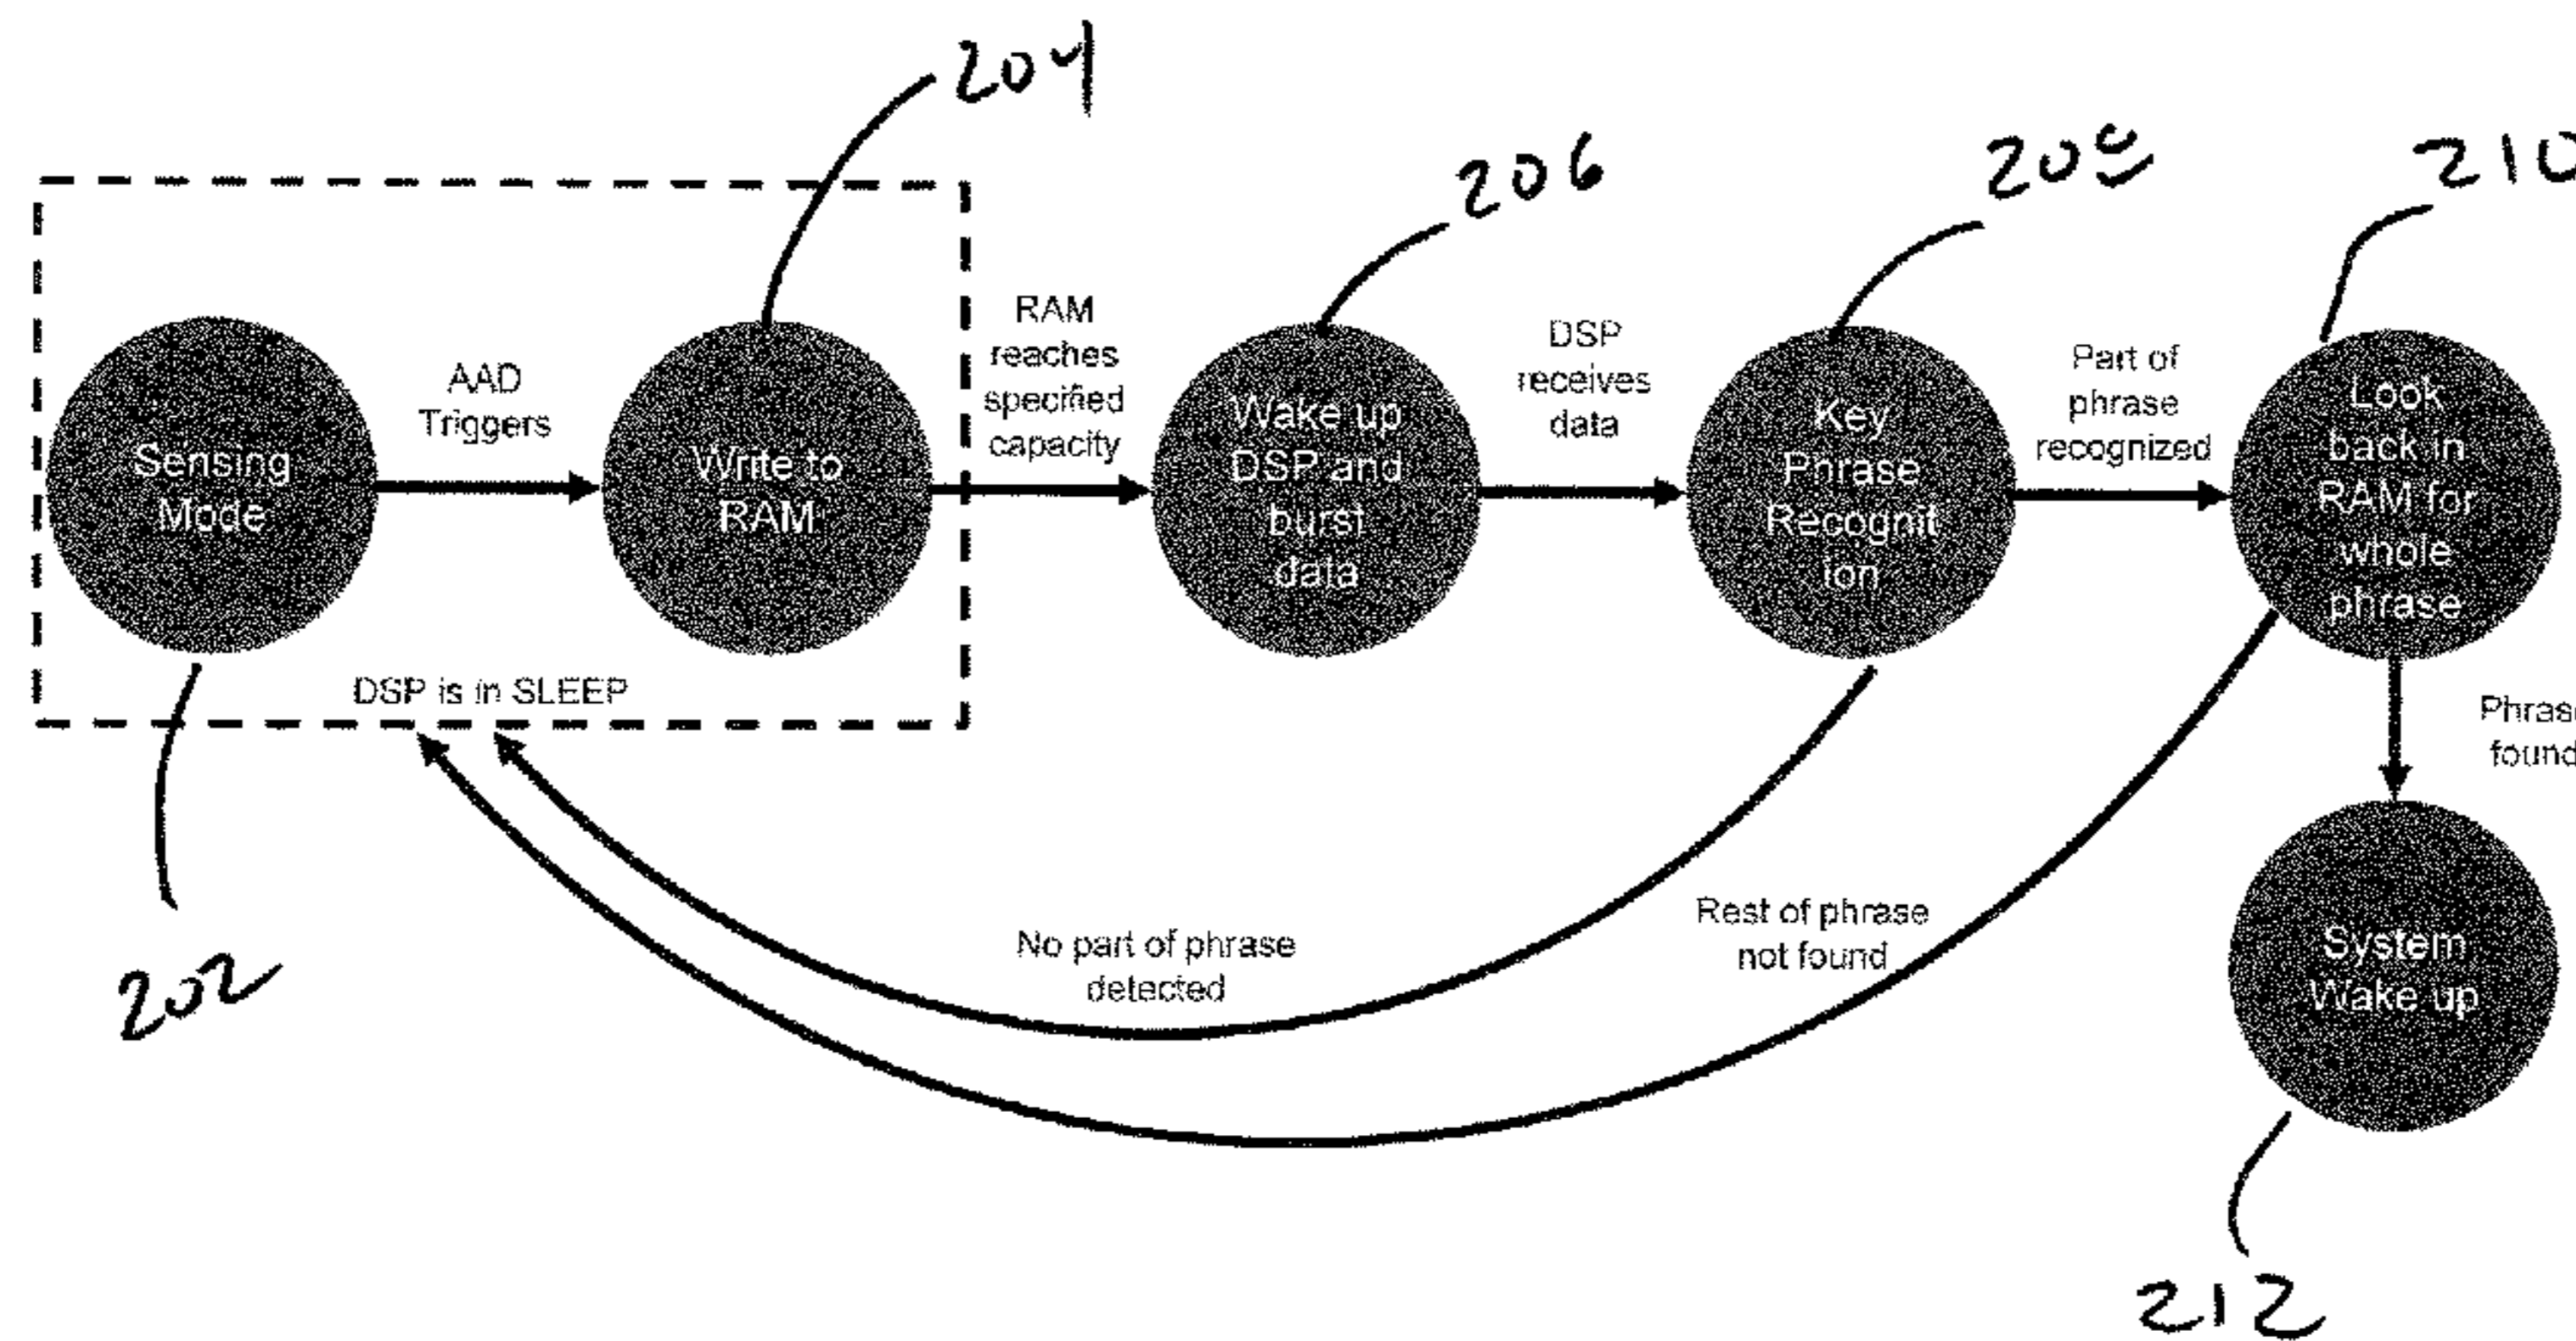 204
206
208
210
Sensing
Mode
AAD
Triggers
Write to
RAM
RAM
reaches
specified
capacity
Wake up
DSP and
burst
data
DSP
receives
data
Key
Phrase
Recognit
ion
Part of
phrase
recognized
Look
back in
RAM for
whole
phrase
DSP is in SLEEP
Phrase
found
No part of phrase
detected
Rest of phrase
not found
System
Wake up
202
212